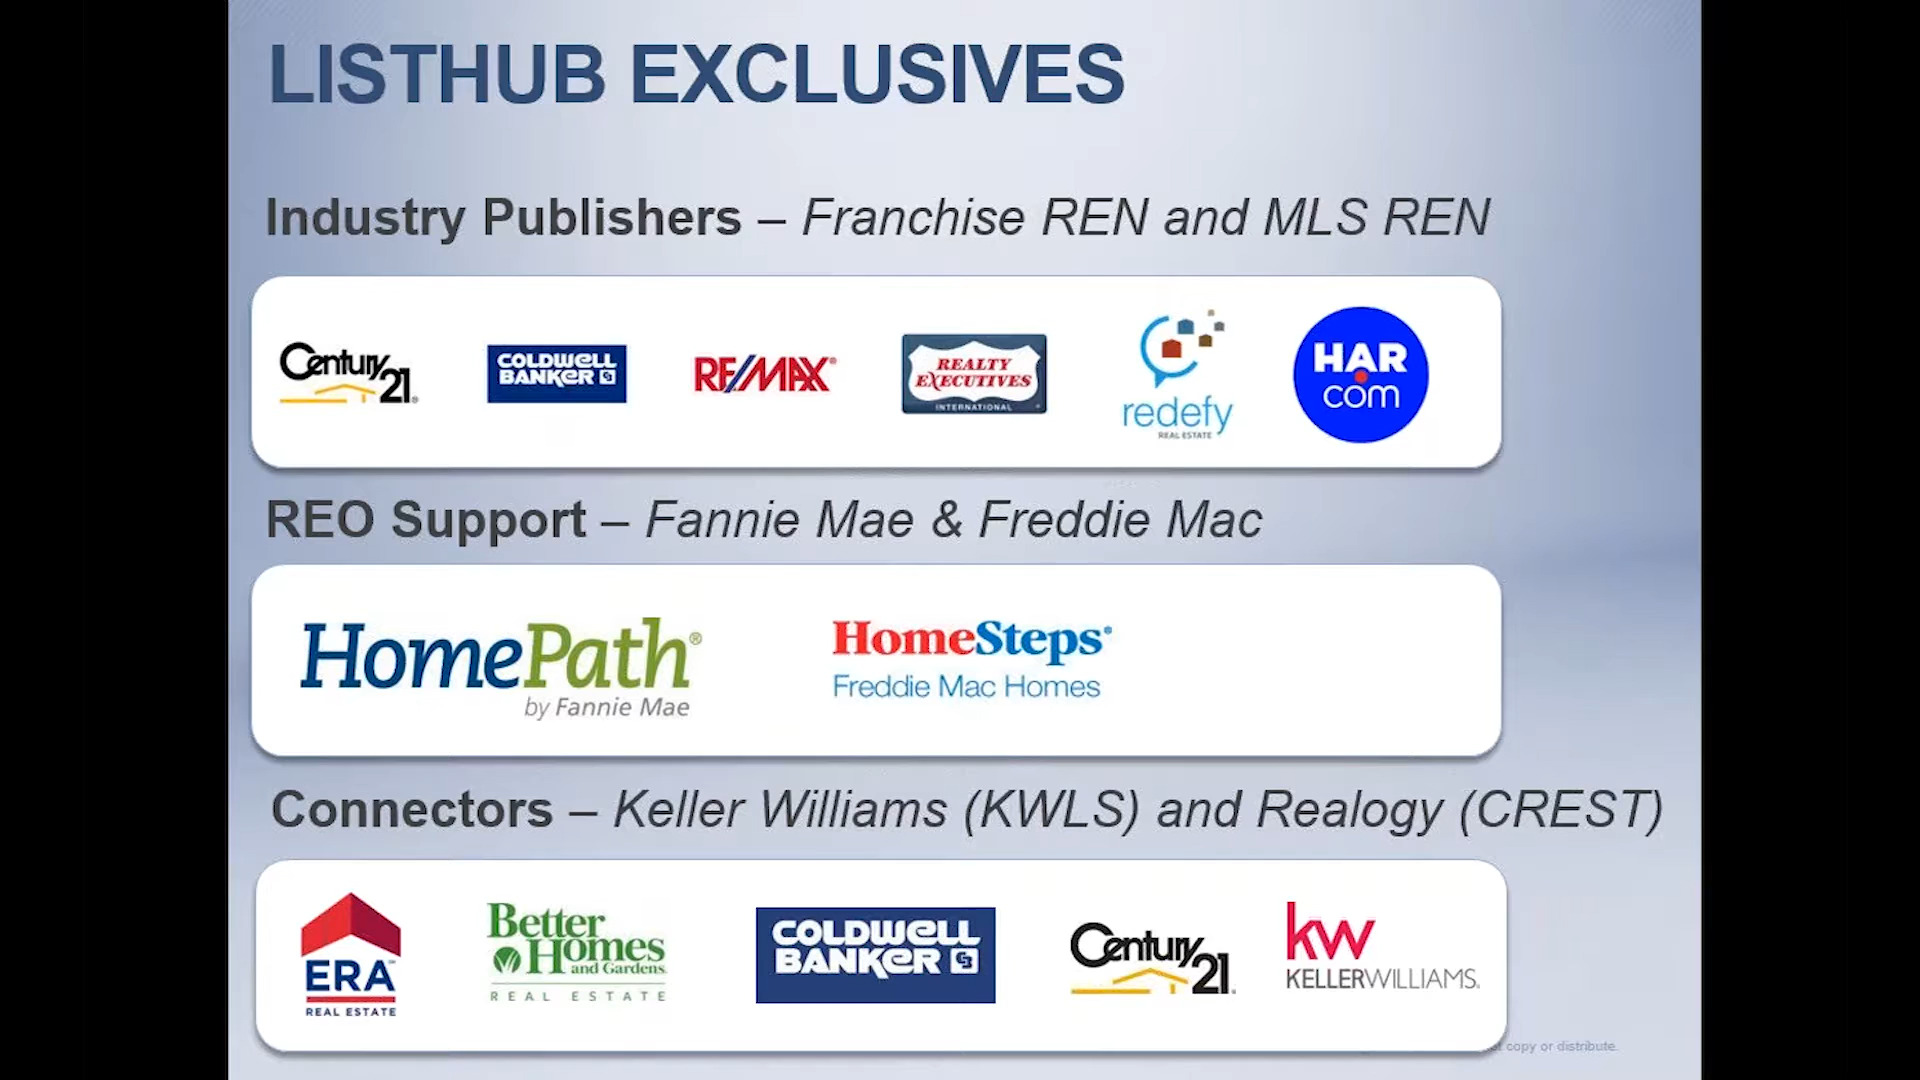 LISTHUB EXCLUSIVES
Industry Publishers – Franchise REN and MLS REN
Century 21®
COLDWELL BANKER CB
RE/MAX®
REALTY EXECUTIVES INTERNATIONAL
redefy REAL ESTATE
HAR com
REO Support – Fannie Mae & Freddie Mac
HomePath®
by Fannie Mae
HomeSteps®
Freddie Mac Homes
Connectors – Keller Williams (KWLS) and Realogy (CREST)
ERA™
REAL ESTATE
Better Homes and Gardens
REAL ESTATE
COLDWELL BANKER CB
Century 21®
kw
KELLERWILLIAMS.
copy or distribute.